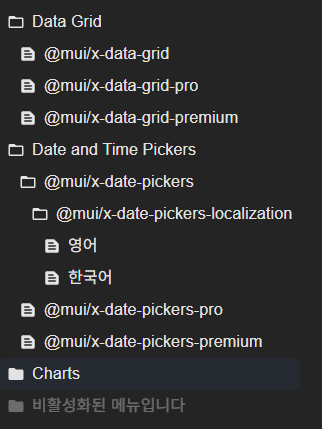 Data Grid
@mui/x-data-grid
@mui/x-data-grid-pro
@mui/x-data-grid-premium
Date and Time Pickers
@mui/x-date-pickers
@mui/x-date-pickers-localization
영어
한국어
@mui/x-date-pickers-pro
@mui/x-date-pickers-premium
Charts
비활성화된 메뉴입니다